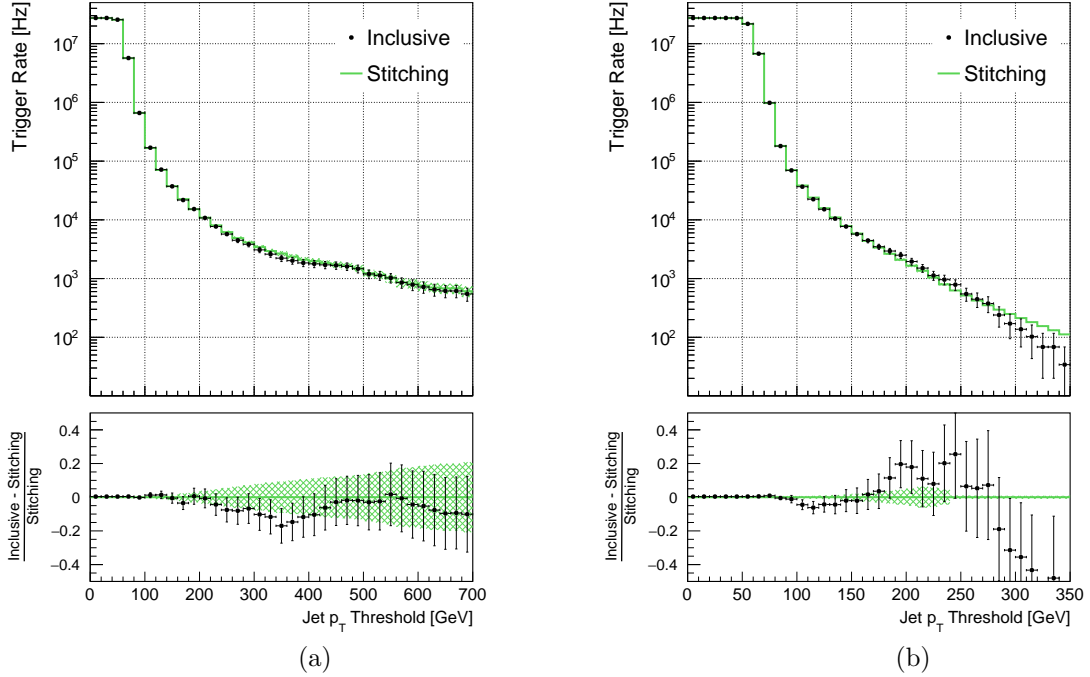 Trigger Rate [Hz]
10^7
10^6
10^5
10^4
10^3
10^2
Inclusive
Stitching
Inclusive - Stitching
Stitching
0.4
0.2
0
−0.2
−0.4
0 100 200 300 400 500 600 700
Jet p_T Threshold [GeV]
(a)
Trigger Rate [Hz]
10^7
10^6
10^5
10^4
10^3
10^2
Inclusive
Stitching
Inclusive - Stitching
Stitching
0.4
0.2
0
−0.2
−0.4
0 50 100 150 200 250 300 350
Jet p_T Threshold [GeV]
(b)